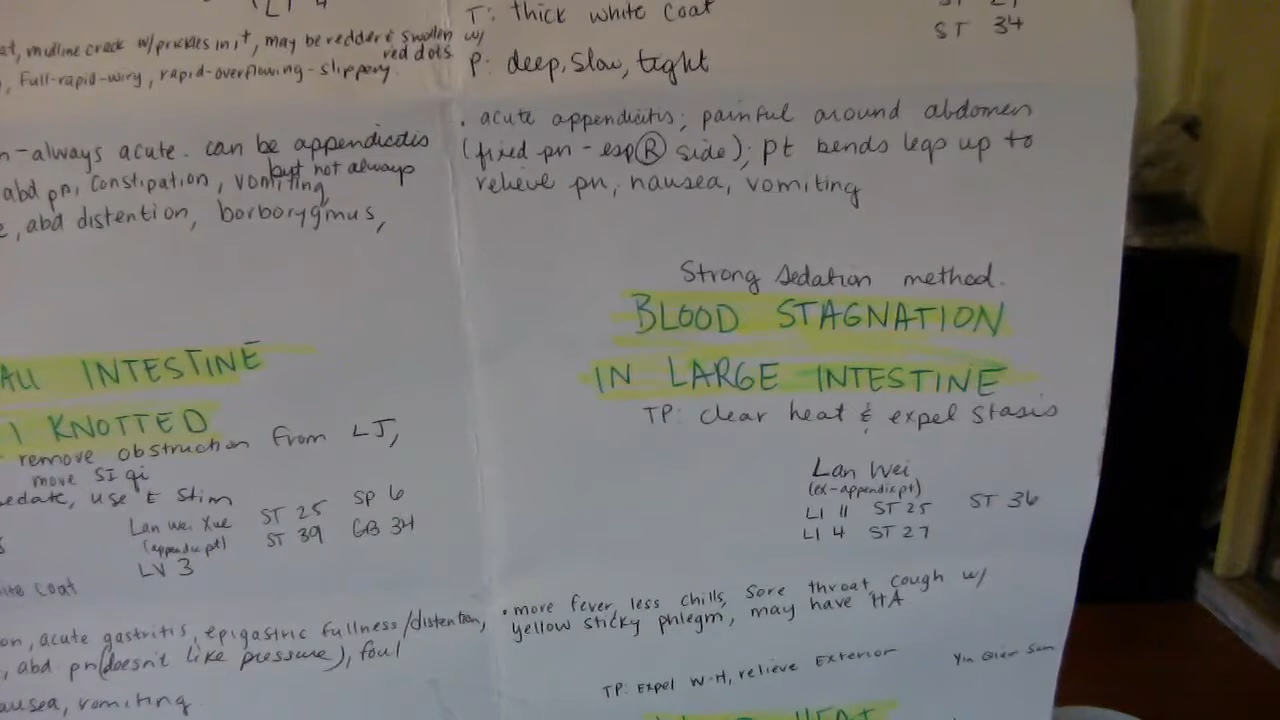 LI 4
, midline crack w/prickles in it, may be redder & swollen w/
red dots
, full-rapid-wiry, rapid-overflowing-slippery.
-always acute. can be appendicitis
but not always
abd pn, constipation, vomiting
, abd distention, borborygmus,
INTESTINE
KNOTTED
remove obstruction from LJ,
move SI qi
use E Stim
Lan Wei Xue ST 25 SP 6
(appendix pt) ST 39 GB 34
LV 3
coat
, acute gastritis, epigastric fullness/distention,
, abd pn (doesn't like pressure), foul
, vomiting
T: thick white coat
ST 34
P: deep, slow, tight
• acute appendicitis; painful around abdomen
(fixed pn - esp Ⓡ side); pt bends legs up to
relieve pn, nausea, vomiting
Strong sedation method.
BLOOD STAGNATION
IN LARGE INTESTINE
TP: clear heat & expel stasis
Lan Wei
(ex-appendix pt)
LI 11 ST 25 ST 36
LI 4 ST 27
• more fever, less chills, sore throat, cough w/
yellow sticky phlegm, may have HA
TP: Expel W-H, relieve Exterior
Yin Qiao San
HEAT